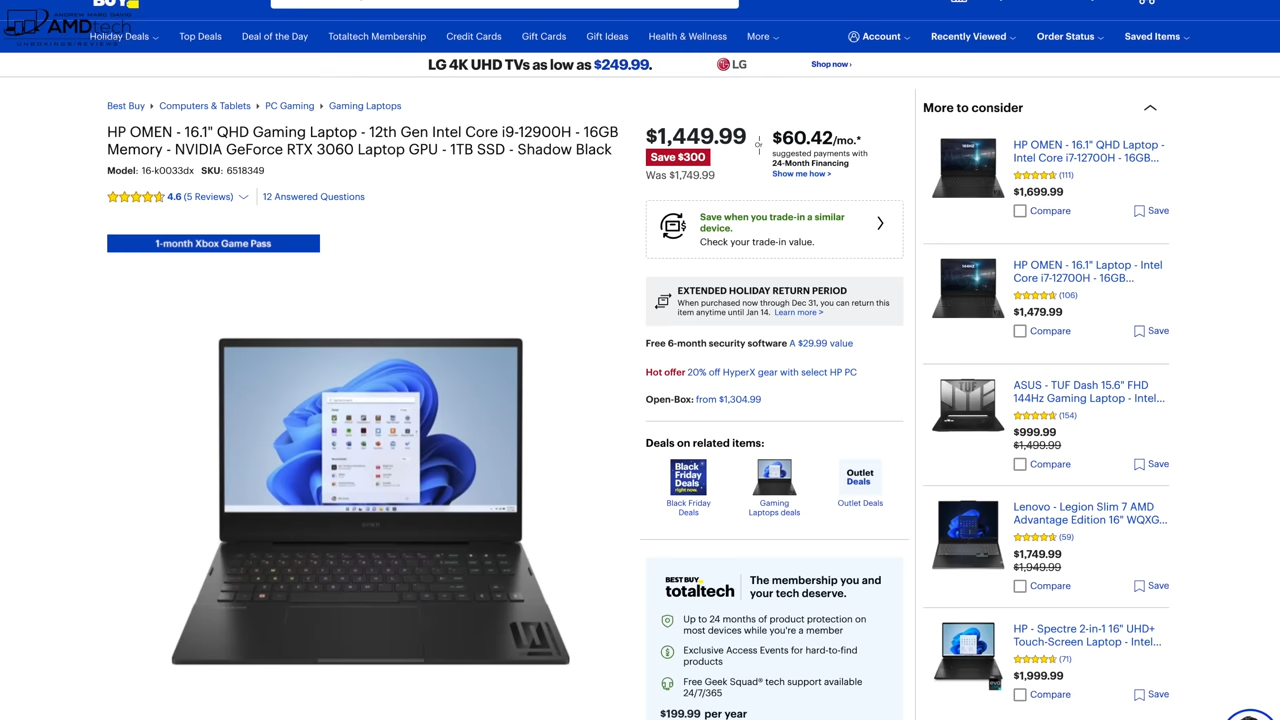 BUY
ANDREW MARC DAVID
AMDtech
UNBOXINGS+REVIEWS
Holiday Deals
Top Deals
Deal of the Day
Totaltech Membership
Credit Cards
Gift Cards
Gift Ideas
Health & Wellness
More
Account
Recently Viewed
Order Status
Saved Items
LG 4K UHD TVs as low as $249.99.
LG
Shop now ›
Best Buy
Computers & Tablets
PC Gaming
Gaming Laptops
HP OMEN - 16.1" QHD Gaming Laptop - 12th Gen Intel Core i9-12900H - 16GB
Memory - NVIDIA GeForce RTX 3060 Laptop GPU - 1TB SSD - Shadow Black
Model: 16-k0033dx SKU: 6518349
4.6 (5 Reviews)
12 Answered Questions
1-month Xbox Game Pass
$1,449.99
Save $300
Was $1,749.99
Or
$60.42/mo.*
suggested payments with
24-Month Financing
Show me how >
Save when you trade-in a similar
device.
Check your trade-in value.
EXTENDED HOLIDAY RETURN PERIOD
When purchased now through Dec 31, you can return this
item anytime until Jan 14. Learn more >
Free 6-month security software A $29.99 value
Hot offer 20% off HyperX gear with select HP PC
Open-Box: from $1,304.99
Deals on related items:
Black
Friday
Deals
right now.
Black Friday
Deals
Gaming
Laptops deals
Outlet
Deals
Outlet Deals
BEST BUY
totaltech
The membership you and
your tech deserve.
Up to 24 months of product protection on
most devices while you're a member
Exclusive Access Events for hard-to-find
products
Free Geek Squad® tech support available
24/7/365
$199.99 per year
More to consider
HP OMEN - 16.1" QHD Laptop -
Intel Core i7-12700H - 16GB...
(111)
$1,699.99
Compare
Save
HP OMEN - 16.1" Laptop - Intel
Core i7-12700H - 16GB...
(106)
$1,479.99
Compare
Save
TUF
ASUS - TUF Dash 15.6" FHD
144Hz Gaming Laptop - Intel...
(154)
$999.99
$1,499.99
Compare
Save
Lenovo - Legion Slim 7 AMD
Advantage Edition 16" WQXG...
(59)
$1,749.99
$1,949.99
Compare
Save
HP - Spectre 2-in-1 16" UHD+
Touch-Screen Laptop - Intel...
(71)
$1,999.99
Compare
Save